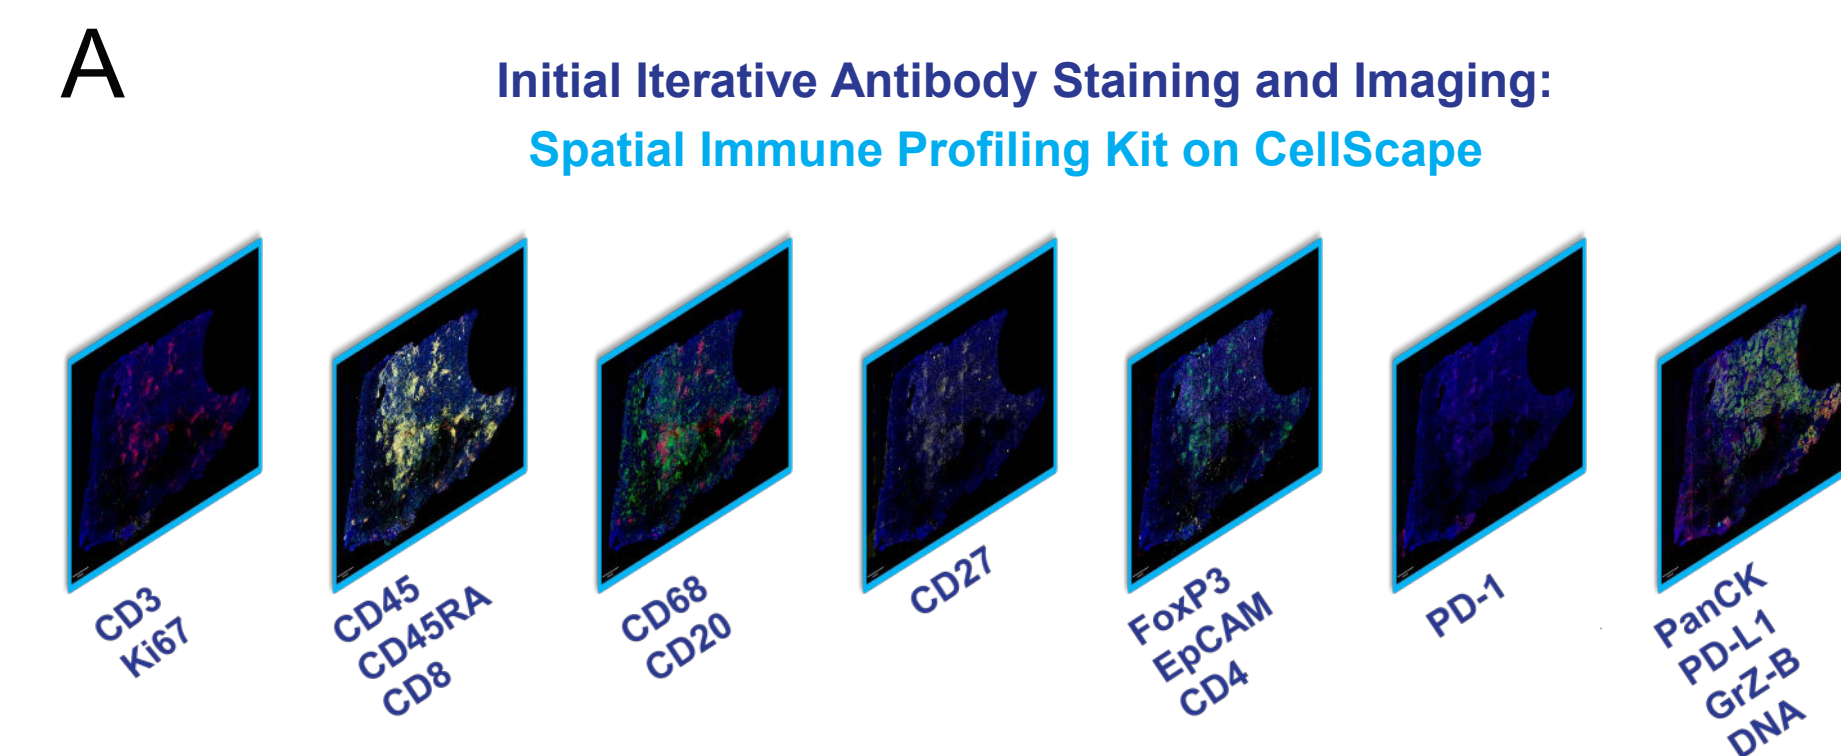 A
Initial Iterative Antibody Staining and Imaging:
Spatial Immune Profiling Kit on CellScape
CD3
Ki67
CD45
CD45RA
CD8
CD68
CD20
CD27
FoxP3
EpCAM
CD4
PD-1
PanCK
PD-L1
GrZ-B
DNA